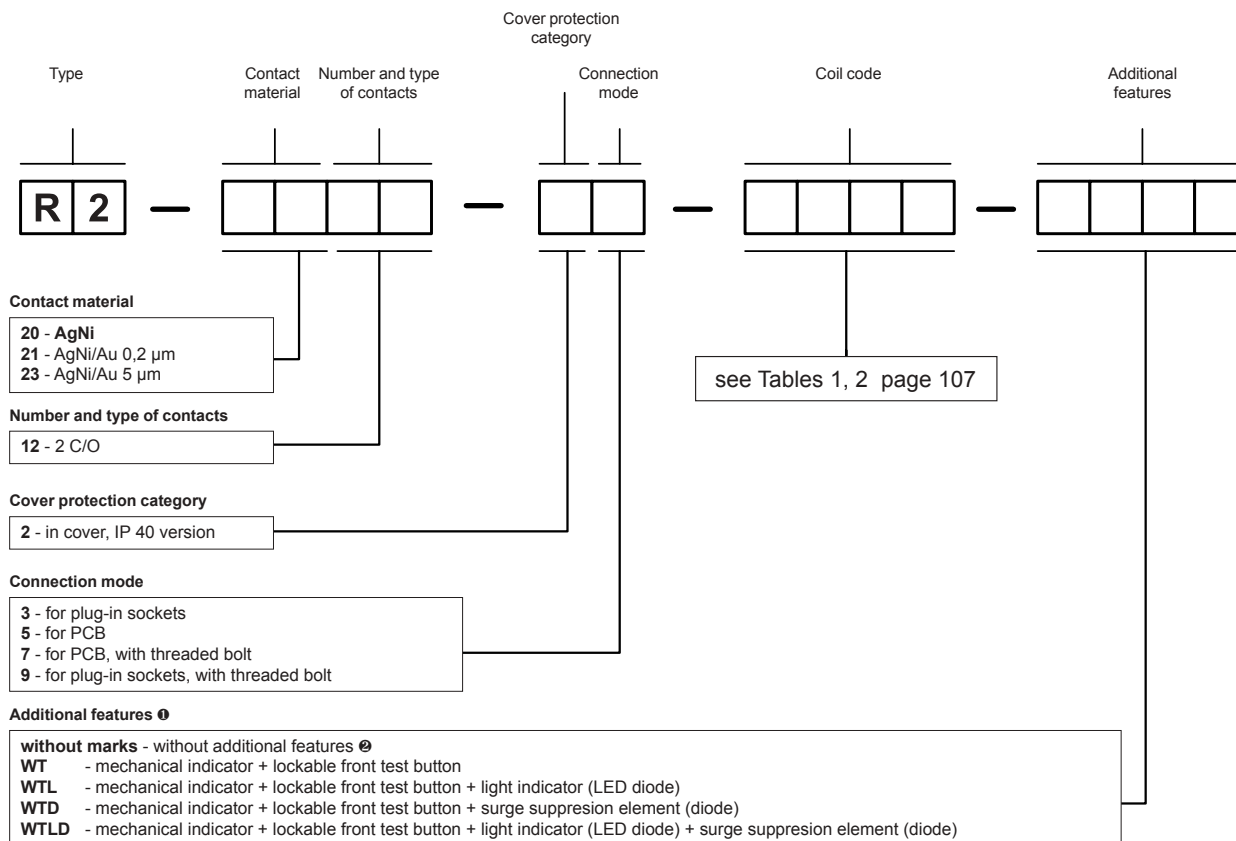 Cover protection
category
Type
Contact
material
Number and type
of contacts
Connection
mode
Coil code
Additional
features
R 2 — — — —
Contact material
20 - AgNi
21 - AgNi/Au 0,2 µm
23 - AgNi/Au 5 µm
see Tables 1, 2 page 107
Number and type of contacts
12 - 2 C/O
Cover protection category
2 - in cover, IP 40 version
Connection mode
3 - for plug-in sockets
5 - for PCB
7 - for PCB, with threaded bolt
9 - for plug-in sockets, with threaded bolt
Additional features ❶
without marks - without additional features ❷
WT - mechanical indicator + lockable front test button
WTL - mechanical indicator + lockable front test button + light indicator (LED diode)
WTD - mechanical indicator + lockable front test button + surge suppresion element (diode)
WTLD - mechanical indicator + lockable front test button + light indicator (LED diode) + surge suppresion element (diode)